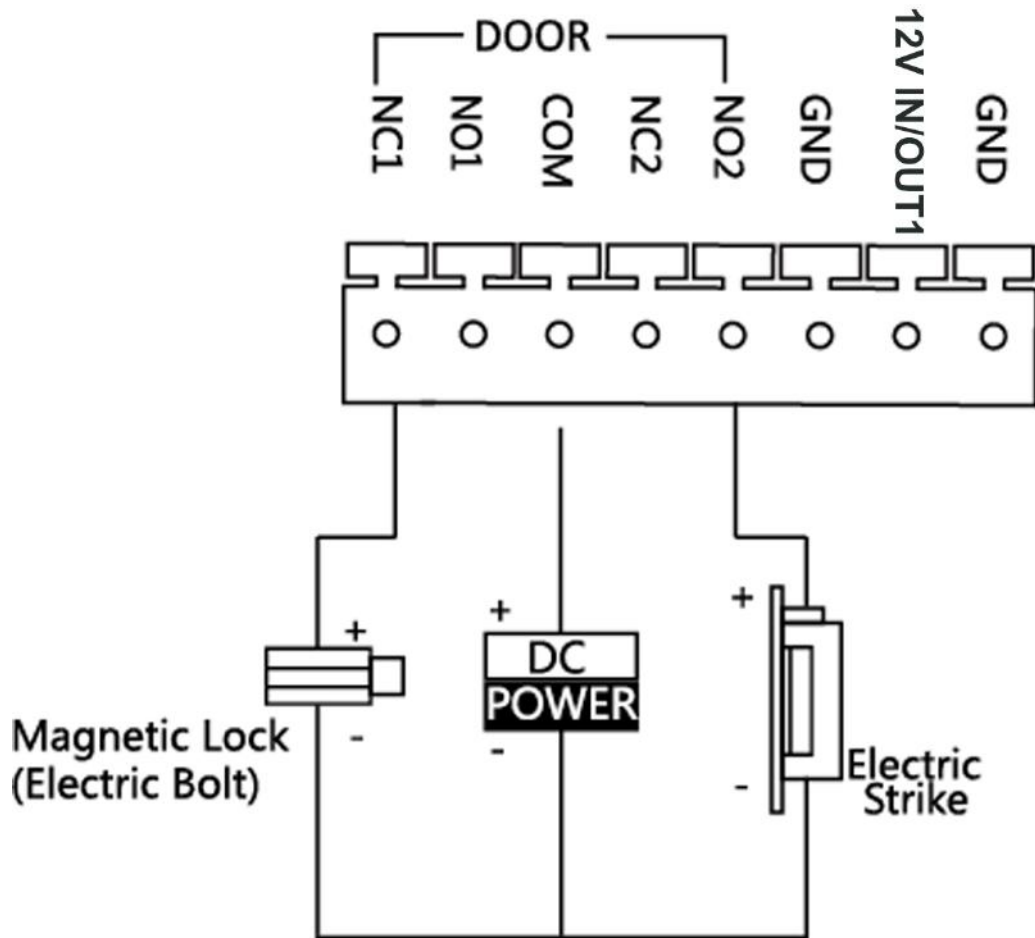 DOOR
NC1
NO1
COM
NC2
NO2
GND
12V IN/OUT1
GND
+
-
Magnetic Lock
(Electric Bolt)
+
DC
POWER
-
+
-
Electric
Strike